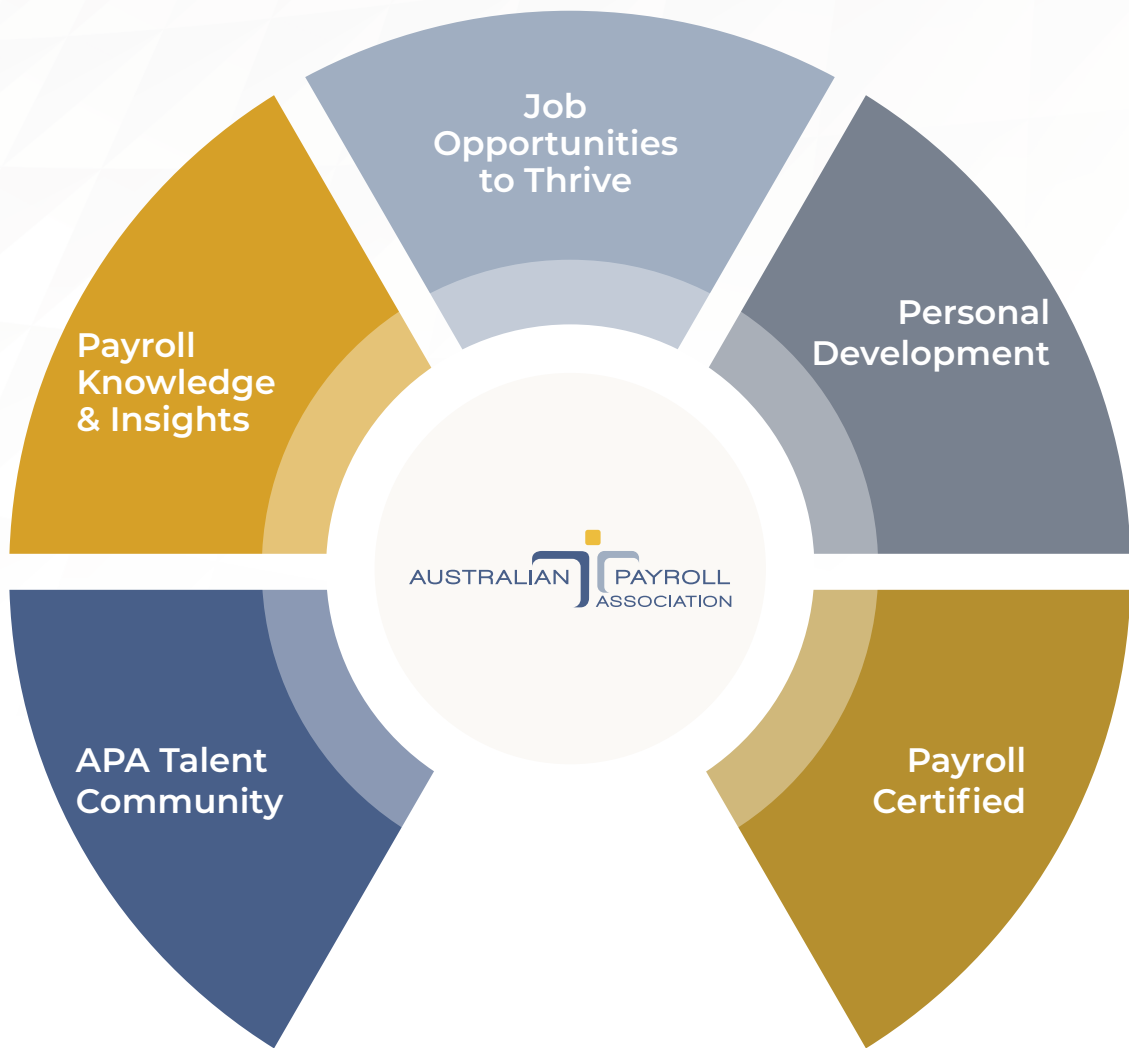 Job
Opportunities
to Thrive
Personal
Development
Payroll
Knowledge
& Insights
AUSTRALIAN PAYROLL
ASSOCIATION
APA Talent
Community
Payroll
Certified